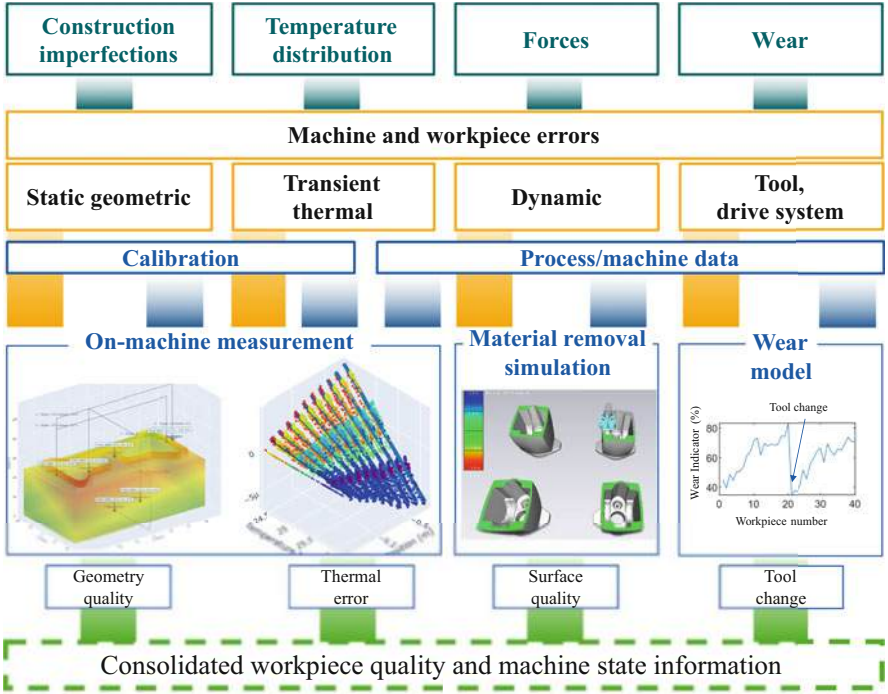 Construction
imperfections
Temperature
distribution
Forces
Wear
Machine and workpiece errors
Static geometric
Transient
thermal
Dynamic
Tool,
drive system
Calibration
Process/machine data
On-machine measurement
Material removal
simulation
Wear
model
0
Tool change
Wear Indicator (%)
80
60
40
0
10
20
30
40
Workpiece number
Geometry
quality
Thermal
error
Surface
quality
Tool
change
Consolidated workpiece quality and machine state information